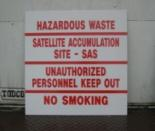 HAZARDOUS WASTE
SATELLITE ACCUMULATION
SITE - SAS
UNAUTHORIZED
PERSONNEL KEEP OUT
NO SMOKING